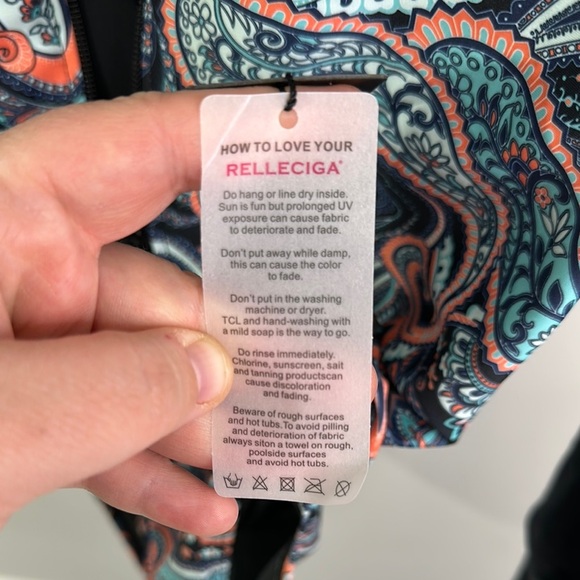 HOW TO LOVE YOUR
RELLECIGA®
Do hang or line dry inside.
Sun is fun but prolonged UV
exposure can cause fabric
to deteriorate and fade.
Don't put away while damp,
this can cause the color
to fade.
Don't put in the washing
machine or dryer.
TCL and hand-washing with
a mild soap is the way to go.
Do rinse immediately.
Chlorine, sunscreen, salt
and tanning productscan
cause discoloration
and fading.
Beware of rough surfaces
and hot tubs.To avoid pilling
and deterioration of fabric
always siton a towel on rough,
poolside surfaces
and avoid hot tubs.